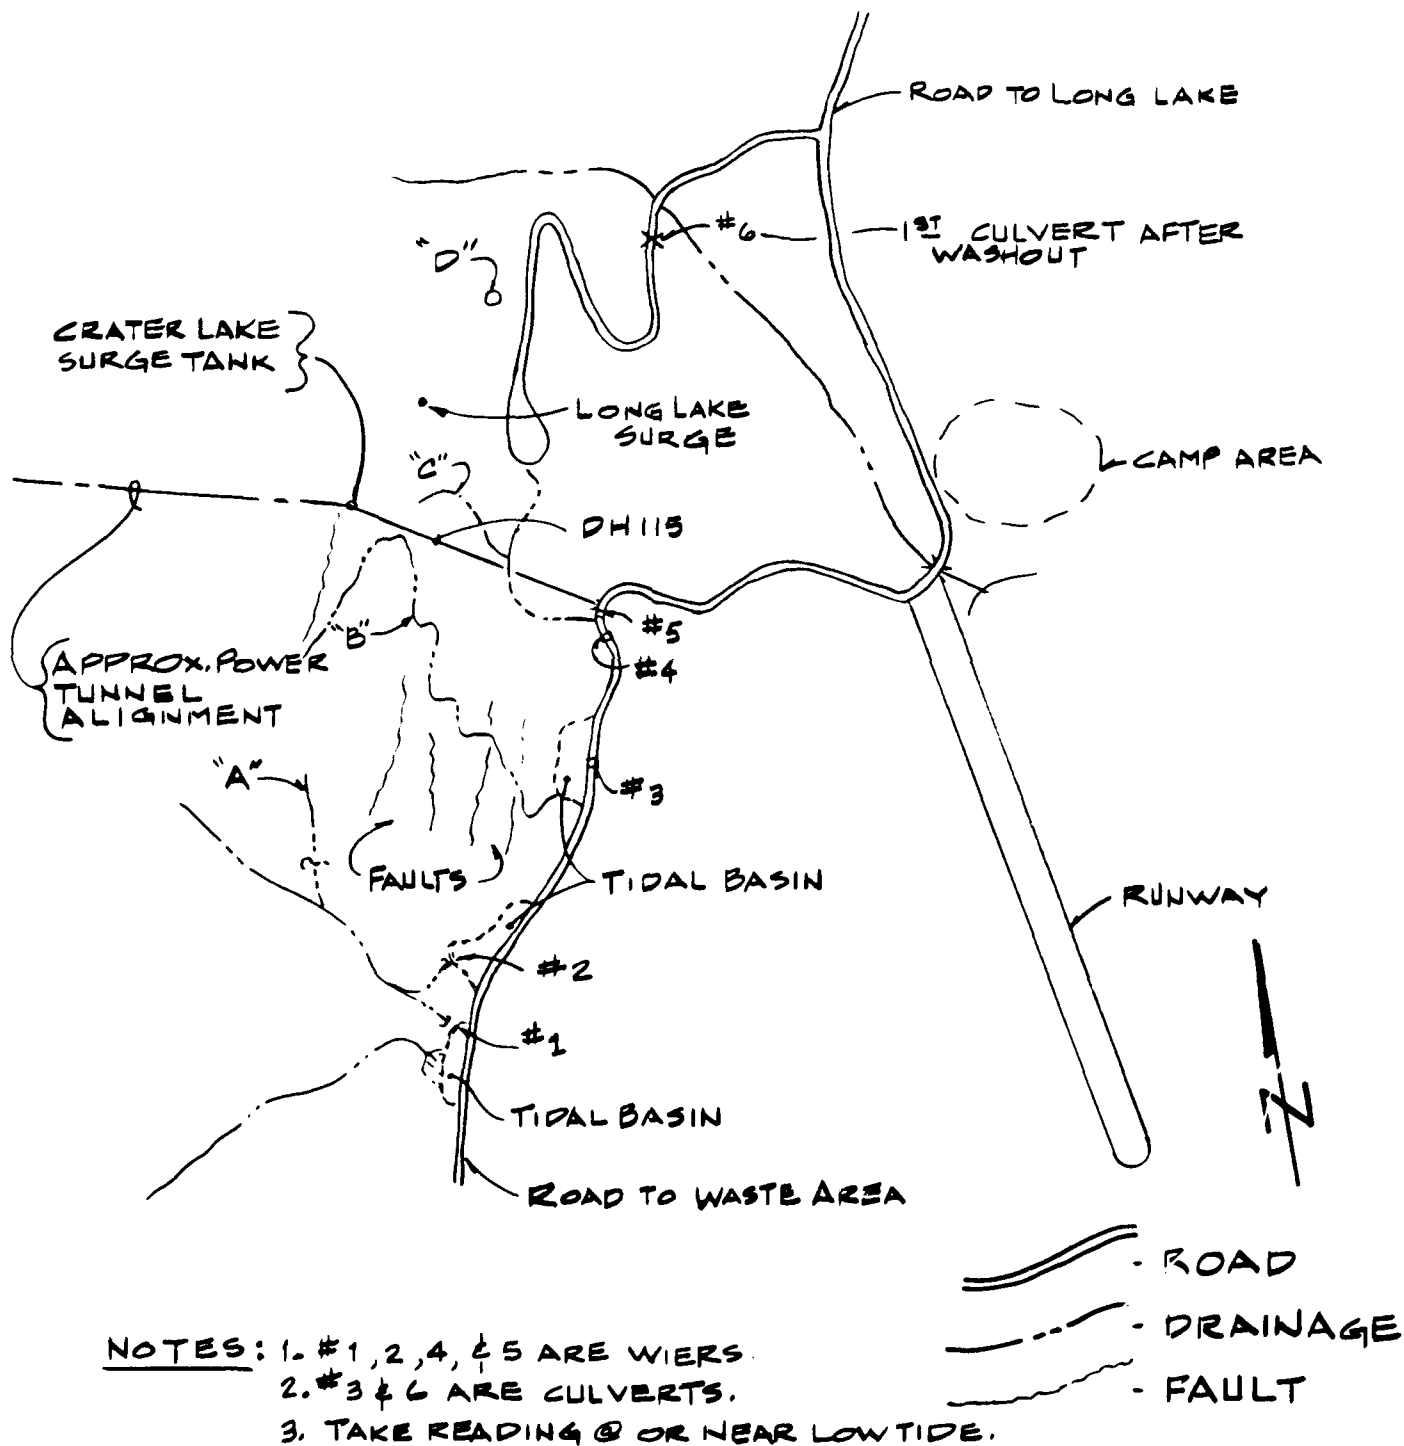 ROAD TO LONG LAKE
#6
1ST CULVERT AFTER
WASHOUT
"D"
CRATER LAKE
SURGE TANK
LONG LAKE
SURGE
"C"
CAMP AREA
DH 115
#5
"B"
#4
APPROX. POWER
TUNNEL
ALIGNMENT
"A"
#3
FAULTS
TIDAL BASIN
RUNWAY
#2
#1
TIDAL BASIN
N
ROAD TO WASTE AREA
- ROAD
- DRAINAGE
- FAULT
NOTES: 1. #1, 2, 4, & 5 ARE WIERS.
2. #3 & 6 ARE CULVERTS.
3. TAKE READING @ OR NEAR LOW TIDE.